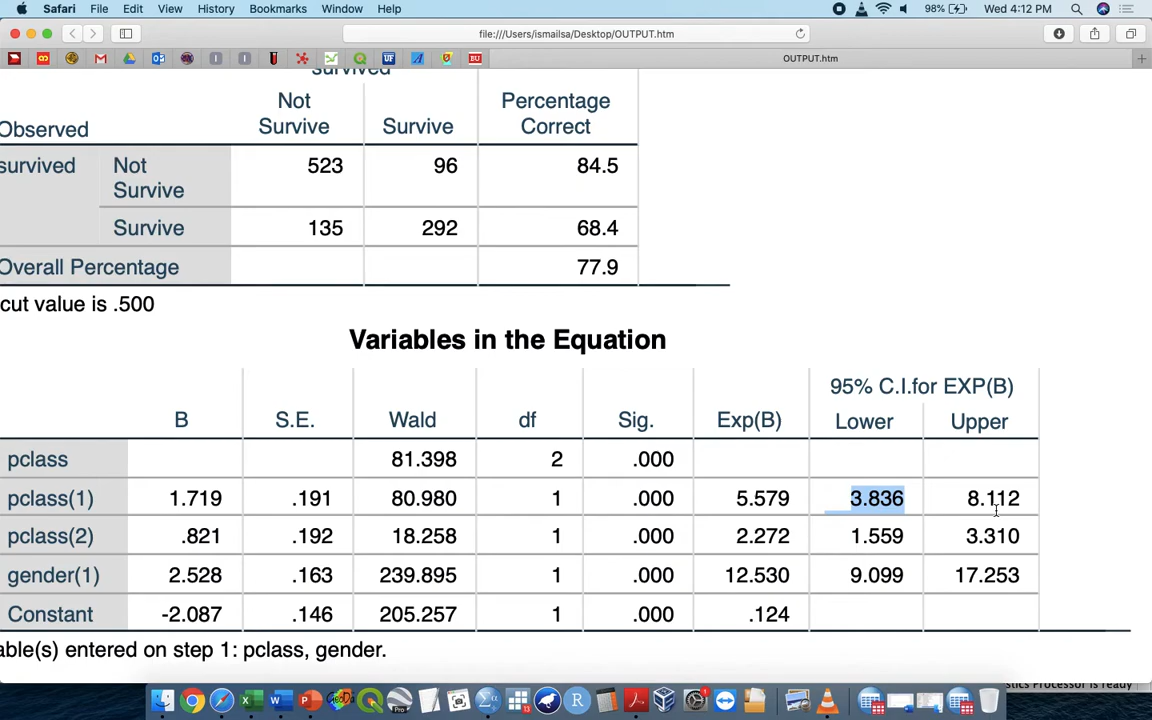 Safari File Edit View History Bookmarks Window Help 98% Wed 4:12 PM
file:///Users/ismailsa/Desktop/OUTPUT.htm
OUTPUT.htm
survived
Observed Not Survive Survive Percentage Correct
survived Not Survive 523 96 84.5
Survive 135 292 68.4
Overall Percentage 77.9
cut value is .500
Variables in the Equation
95% C.I.for EXP(B)
B S.E. Wald df Sig. Exp(B) Lower Upper
pclass 81.398 2 .000
pclass(1) 1.719 .191 80.980 1 .000 5.579 3.836 8.112
pclass(2) .821 .192 18.258 1 .000 2.272 1.559 3.310
gender(1) 2.528 .163 239.895 1 .000 12.530 9.099 17.253
Constant -2.087 .146 205.257 1 .000 .124
able(s) entered on step 1: pclass, gender.
stics Processor is ready